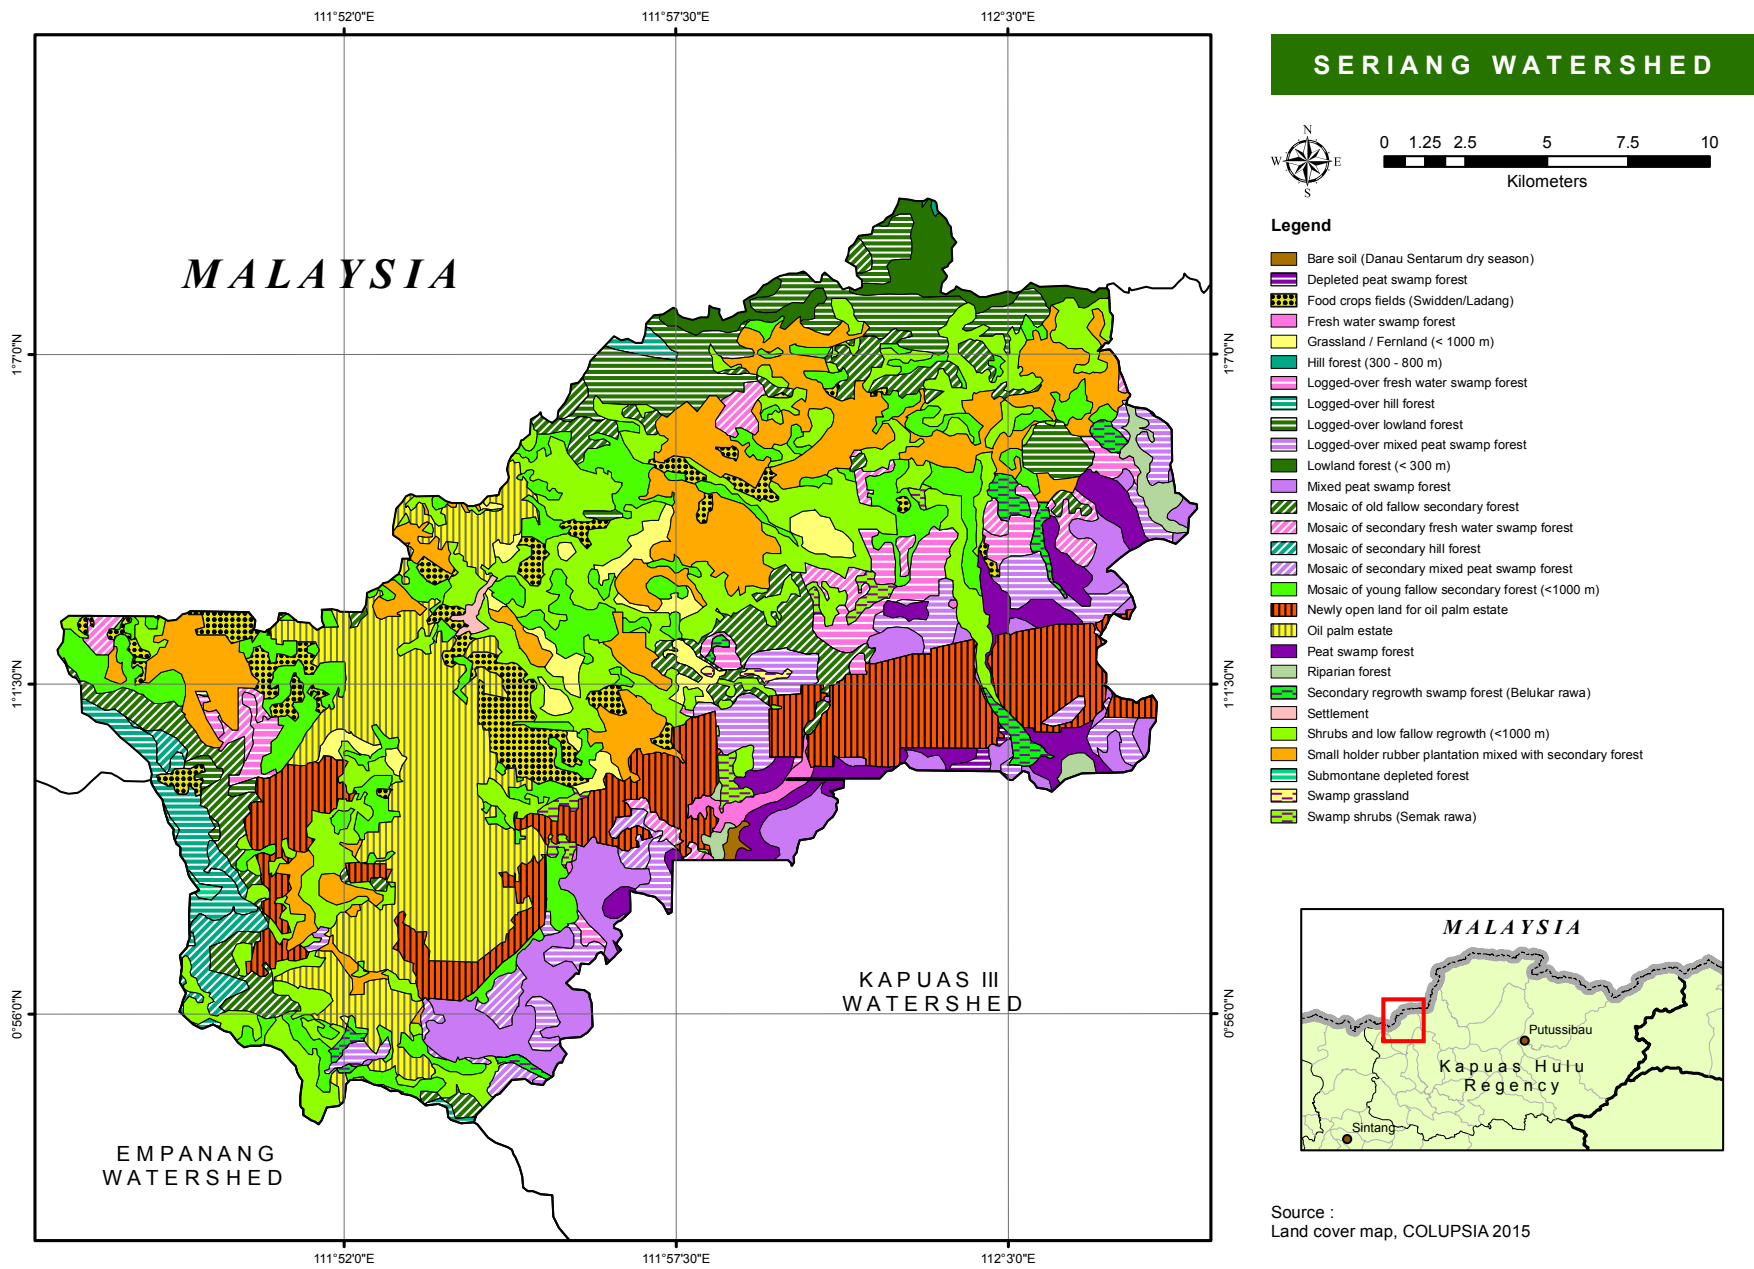 111°52'0"E
111°57'30"E
112°3'0"E
SERIANG WATERSHED
N
W
E
S
0 1.25 2.5 5 7.5 10
Kilometers
Legend
Bare soil (Danau Sentarum dry season)
Depleted peat swamp forest
Food crops fields (Swidden/Ladang)
Fresh water swamp forest
Grassland / Fernland (< 1000 m)
Hill forest (300 - 800 m)
Logged-over fresh water swamp forest
Logged-over hill forest
Logged-over lowland forest
Logged-over mixed peat swamp forest
Lowland forest (< 300 m)
Mixed peat swamp forest
Mosaic of old fallow secondary forest
Mosaic of secondary fresh water swamp forest
Mosaic of secondary hill forest
Mosaic of secondary mixed peat swamp forest
Mosaic of young fallow secondary forest (<1000 m)
Newly open land for oil palm estate
Oil palm estate
Peat swamp forest
Riparian forest
Secondary regrowth swamp forest (Belukar rawa)
Settlement
Shrubs and low fallow regrowth (<1000 m)
Small holder rubber plantation mixed with secondary forest
Submontane depleted forest
Swamp grassland
Swamp shrubs (Semak rawa)
MALAYSIA
1°7'0"N
1°7'0"N
1°1'30"N
1°1'30"N
0°56'0"N
0°56'0"N
KAPUAS III
WATERSHED
EMPANANG
WATERSHED
MALAYSIA
Putussibau
Kapuas Hulu
Regency
Sintang
Source :
Land cover map, COLUPSIA 2015
111°52'0"E
111°57'30"E
112°3'0"E